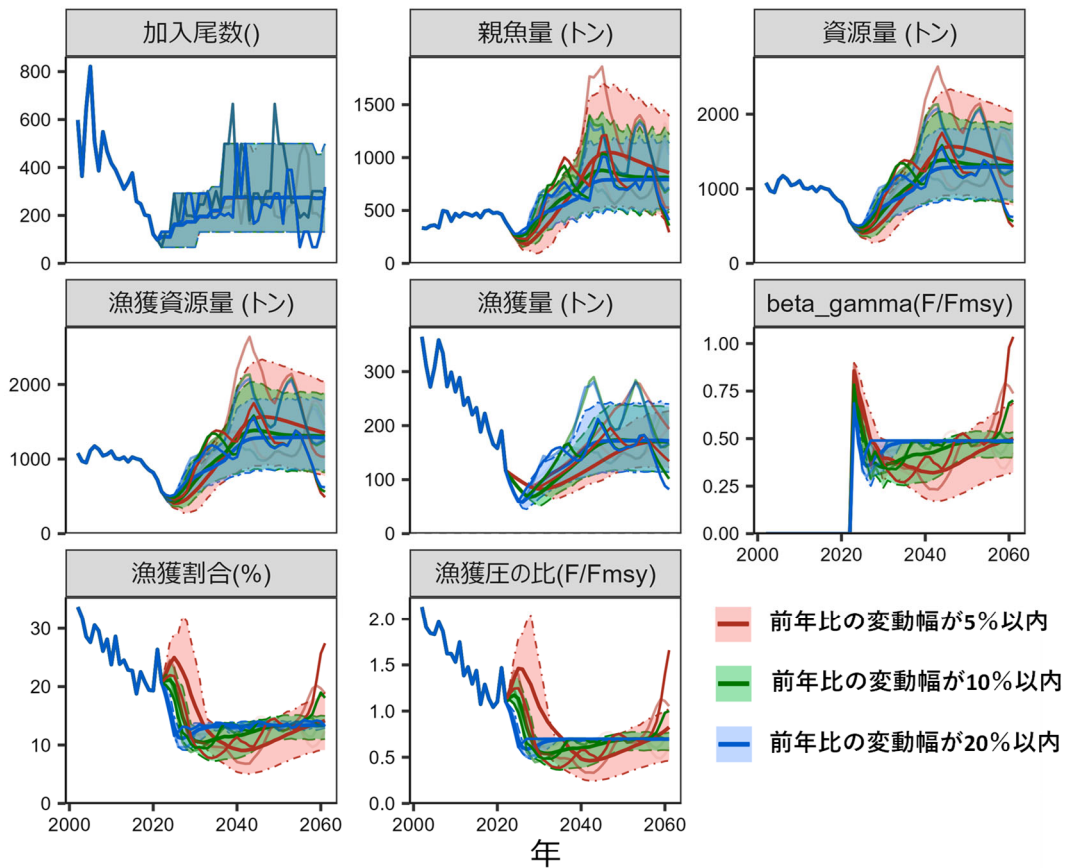 加入尾数()
親魚量 (トン)
資源量 (トン)
800
600
400
200
0
1500
1000
500
0
2000
1000
0
漁獲資源量 (トン)
漁獲量 (トン)
beta_gamma(F/Fmsy)
2000
1000
0
300
200
100
0
1.00
0.75
0.50
0.25
0.00
2000 2020 2040 2060
漁獲割合(%)
漁獲圧の比(F/Fmsy)
30
20
10
0
2.0
1.5
1.0
0.5
0.0
2000 2020 2040 2060
2000 2020 2040 2060
前年比の変動幅が5%以内
前年比の変動幅が10%以内
前年比の変動幅が20%以内
年